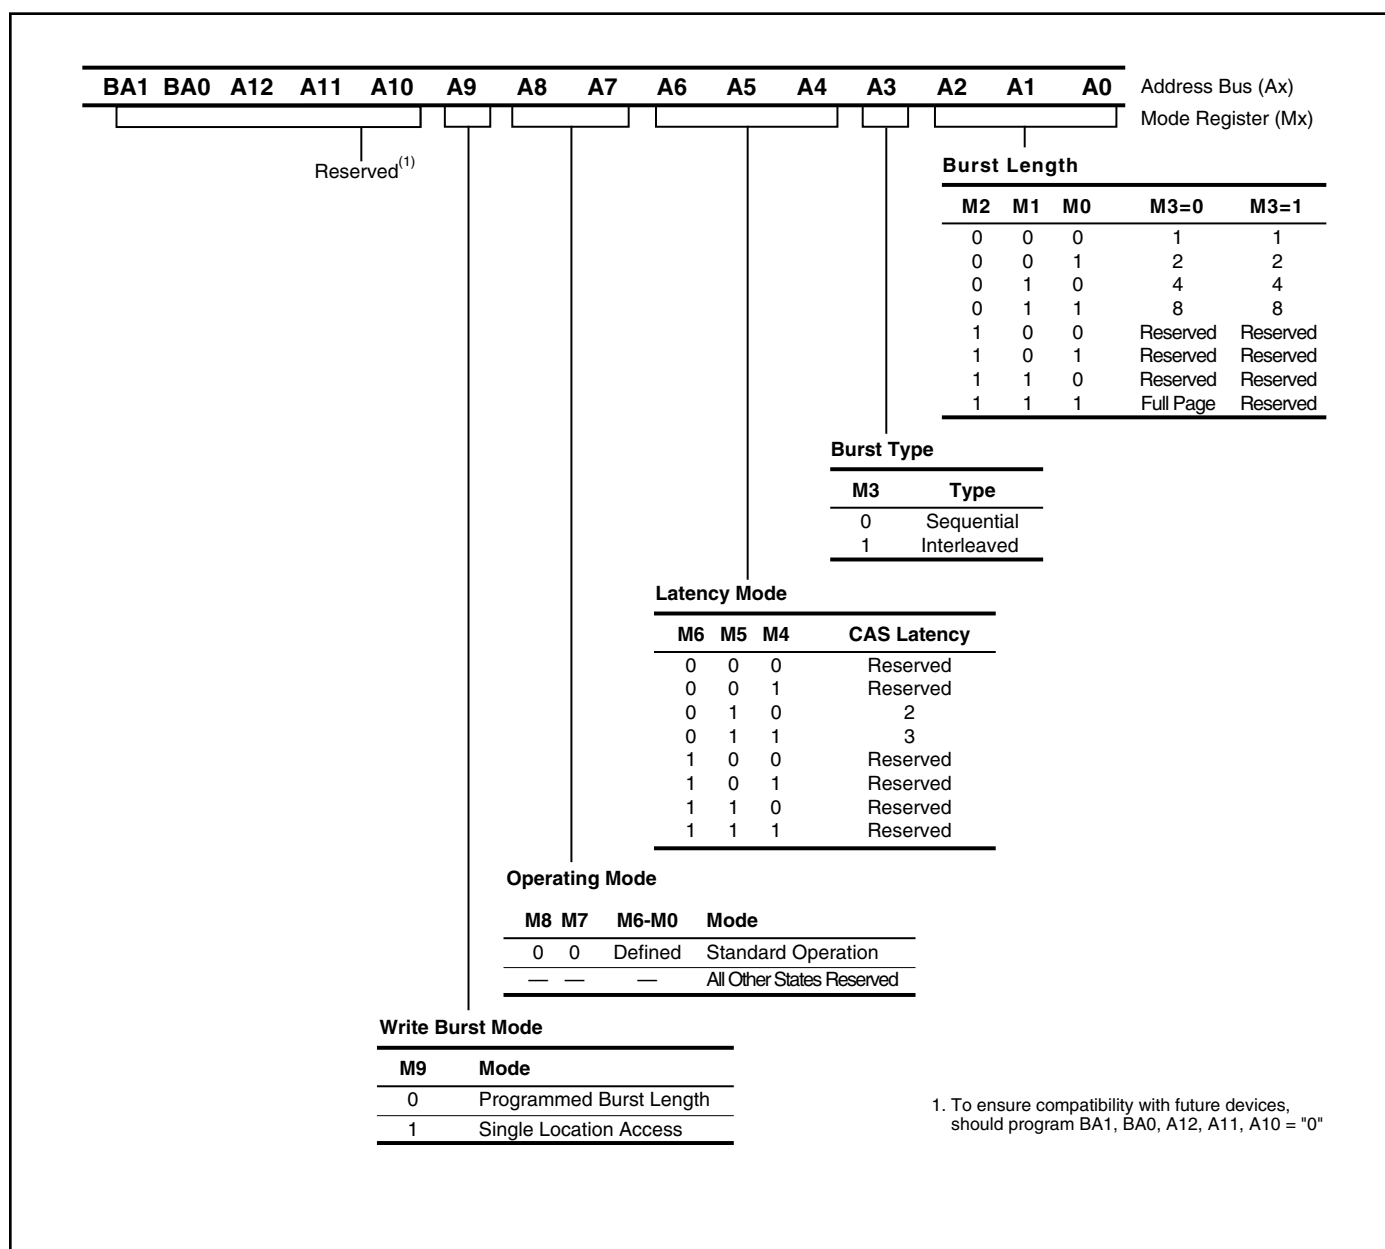 BA1 BA0 A12 A11 A10 A9 A8 A7 A6 A5 A4 A3 A2 A1 A0 Address Bus (Ax)
Mode Register (Mx)
Reserved(1)
Burst Length
M2 M1 M0 M3=0 M3=1
0 0 0 1 1
0 0 1 2 2
0 1 0 4 4
0 1 1 8 8
1 0 0 Reserved Reserved
1 0 1 Reserved Reserved
1 1 0 Reserved Reserved
1 1 1 Full Page Reserved
Burst Type
M3 Type
0 Sequential
1 Interleaved
Latency Mode
M6 M5 M4 CAS Latency
0 0 0 Reserved
0 0 1 Reserved
0 1 0 2
0 1 1 3
1 0 0 Reserved
1 0 1 Reserved
1 1 0 Reserved
1 1 1 Reserved
Operating Mode
M8 M7 M6-M0 Mode
0 0 Defined Standard Operation
— — — All Other States Reserved
Write Burst Mode
M9 Mode
0 Programmed Burst Length
1 Single Location Access
1. To ensure compatibility with future devices,
should program BA1, BA0, A12, A11, A10 = "0"